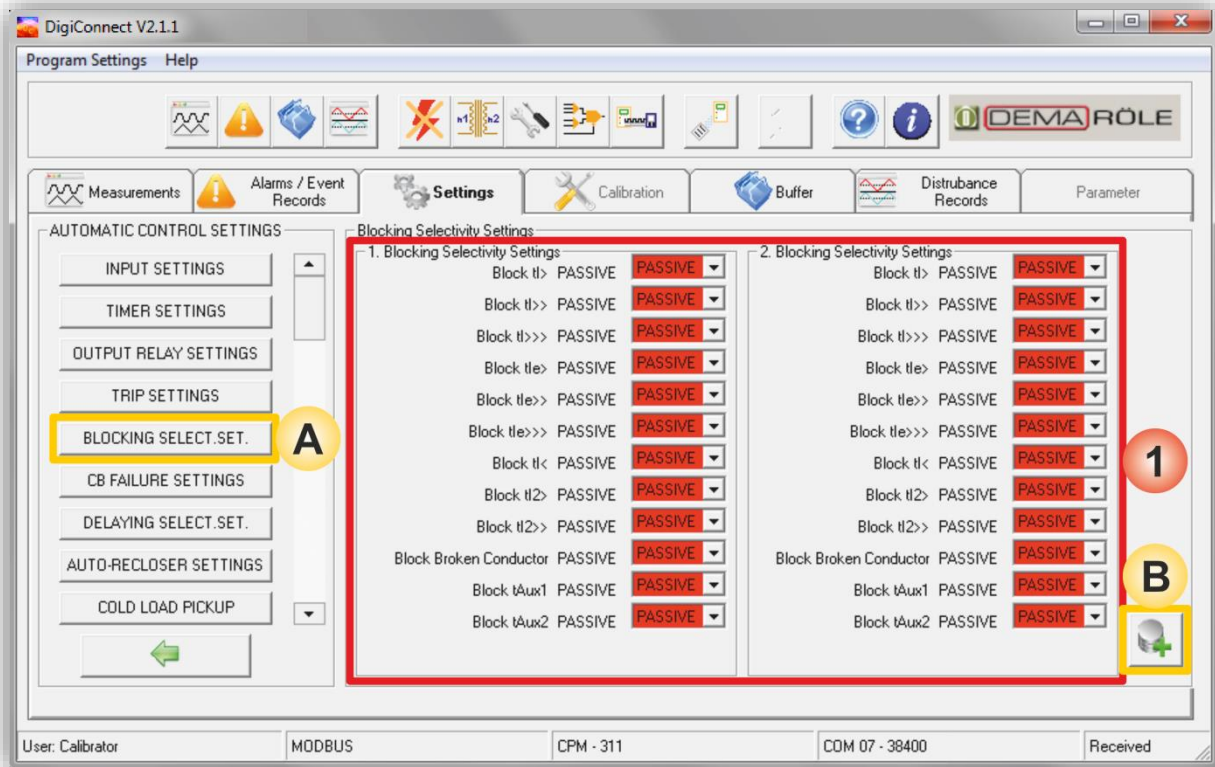 DigiConnect V2.1.1
Program Settings Help
DEMA RÖLE
Measurements
Alarms / Event
Records
Settings
Calibration
Buffer
Distrubance
Records
Parameter
AUTOMATIC CONTROL SETTINGS
INPUT SETTINGS
TIMER SETTINGS
OUTPUT RELAY SETTINGS
TRIP SETTINGS
BLOCKING SELECT.SET.
A
CB FAILURE SETTINGS
DELAYING SELECT.SET.
AUTO-RECLOSER SETTINGS
COLD LOAD PICKUP
Blocking Selectivity Settings
1. Blocking Selectivity Settings
Block tI> PASSIVE PASSIVE
Block tI>> PASSIVE PASSIVE
Block tI>>> PASSIVE PASSIVE
Block tIe> PASSIVE PASSIVE
Block tIe>> PASSIVE PASSIVE
Block tIe>>> PASSIVE PASSIVE
Block tI< PASSIVE PASSIVE
Block tI2> PASSIVE PASSIVE
Block tI2>> PASSIVE PASSIVE
Block Broken Conductor PASSIVE PASSIVE
Block tAux1 PASSIVE PASSIVE
Block tAux2 PASSIVE PASSIVE
2. Blocking Selectivity Settings
Block tI> PASSIVE PASSIVE
Block tI>> PASSIVE PASSIVE
Block tI>>> PASSIVE PASSIVE
Block tIe> PASSIVE PASSIVE
Block tIe>> PASSIVE PASSIVE
Block tIe>>> PASSIVE PASSIVE
Block tI< PASSIVE PASSIVE
Block tI2> PASSIVE PASSIVE
Block tI2>> PASSIVE PASSIVE
Block Broken Conductor PASSIVE PASSIVE
Block tAux1 PASSIVE PASSIVE
Block tAux2 PASSIVE PASSIVE
1
B
User: Calibrator MODBUS CPM - 311 COM 07 - 38400 Received